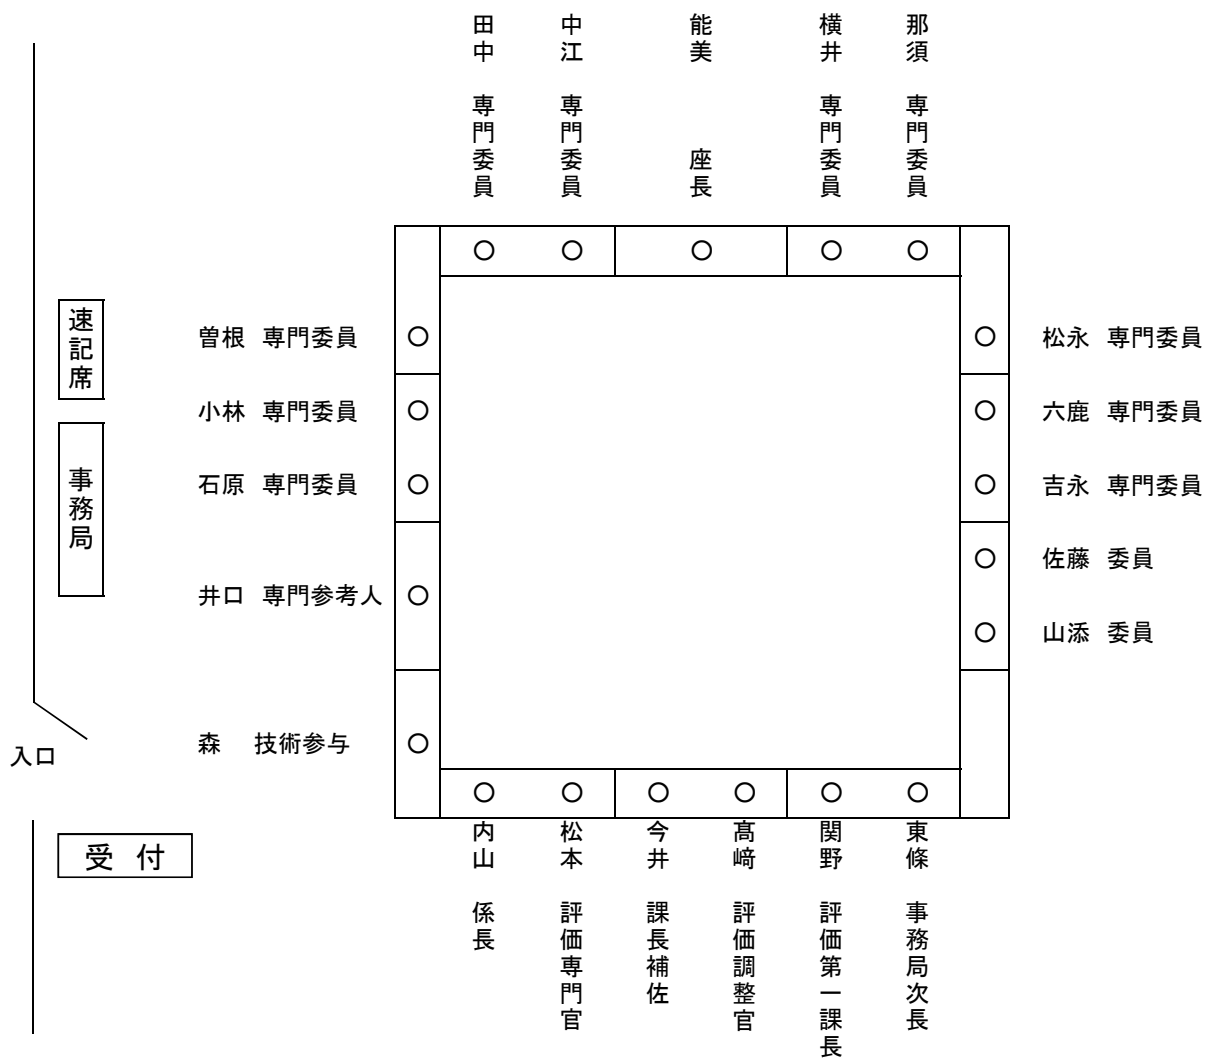 田中 専門委員
中江 専門委員
能美 座長
横井 専門委員
那須 専門委員
速記席
事務局
曽根 専門委員
小林 専門委員
石原 専門委員
井口 専門参考人
森 技術参与
松永 専門委員
六鹿 専門委員
吉永 専門委員
佐藤 委員
山添 委員
入口
受付
内山 係長
松本 評価専門官
今井 課長補佐
髙﨑 評価調整官
関野 評価第一課長
東條 事務局次長